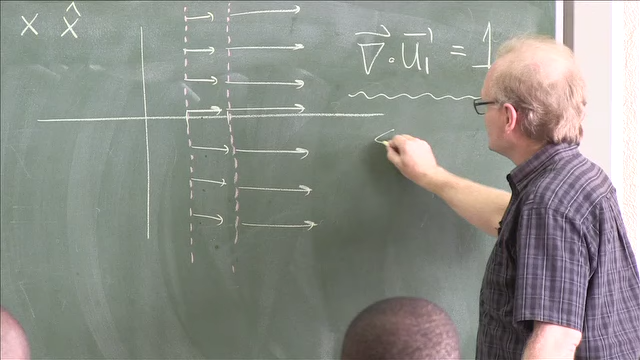 x x̂
∇⃗ · u⃗₁ = 1